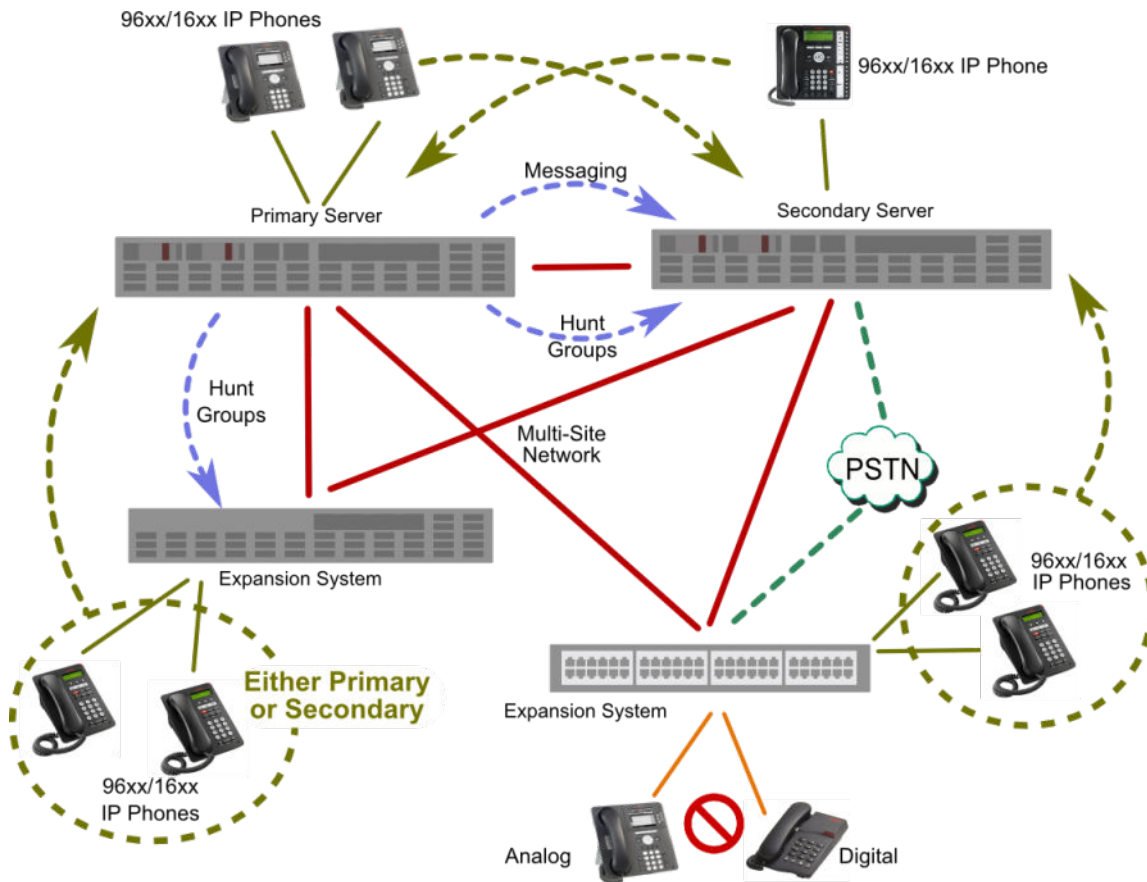 96xx/16xx IP Phones
96xx/16xx IP Phone
Messaging
Primary Server
Secondary Server
Hunt
Groups
Hunt
Groups
Multi-Site
Network
PSTN
Expansion System
96xx/16xx
IP Phones
Either Primary
or Secondary
Expansion System
96xx/16xx
IP Phones
Analog
Digital